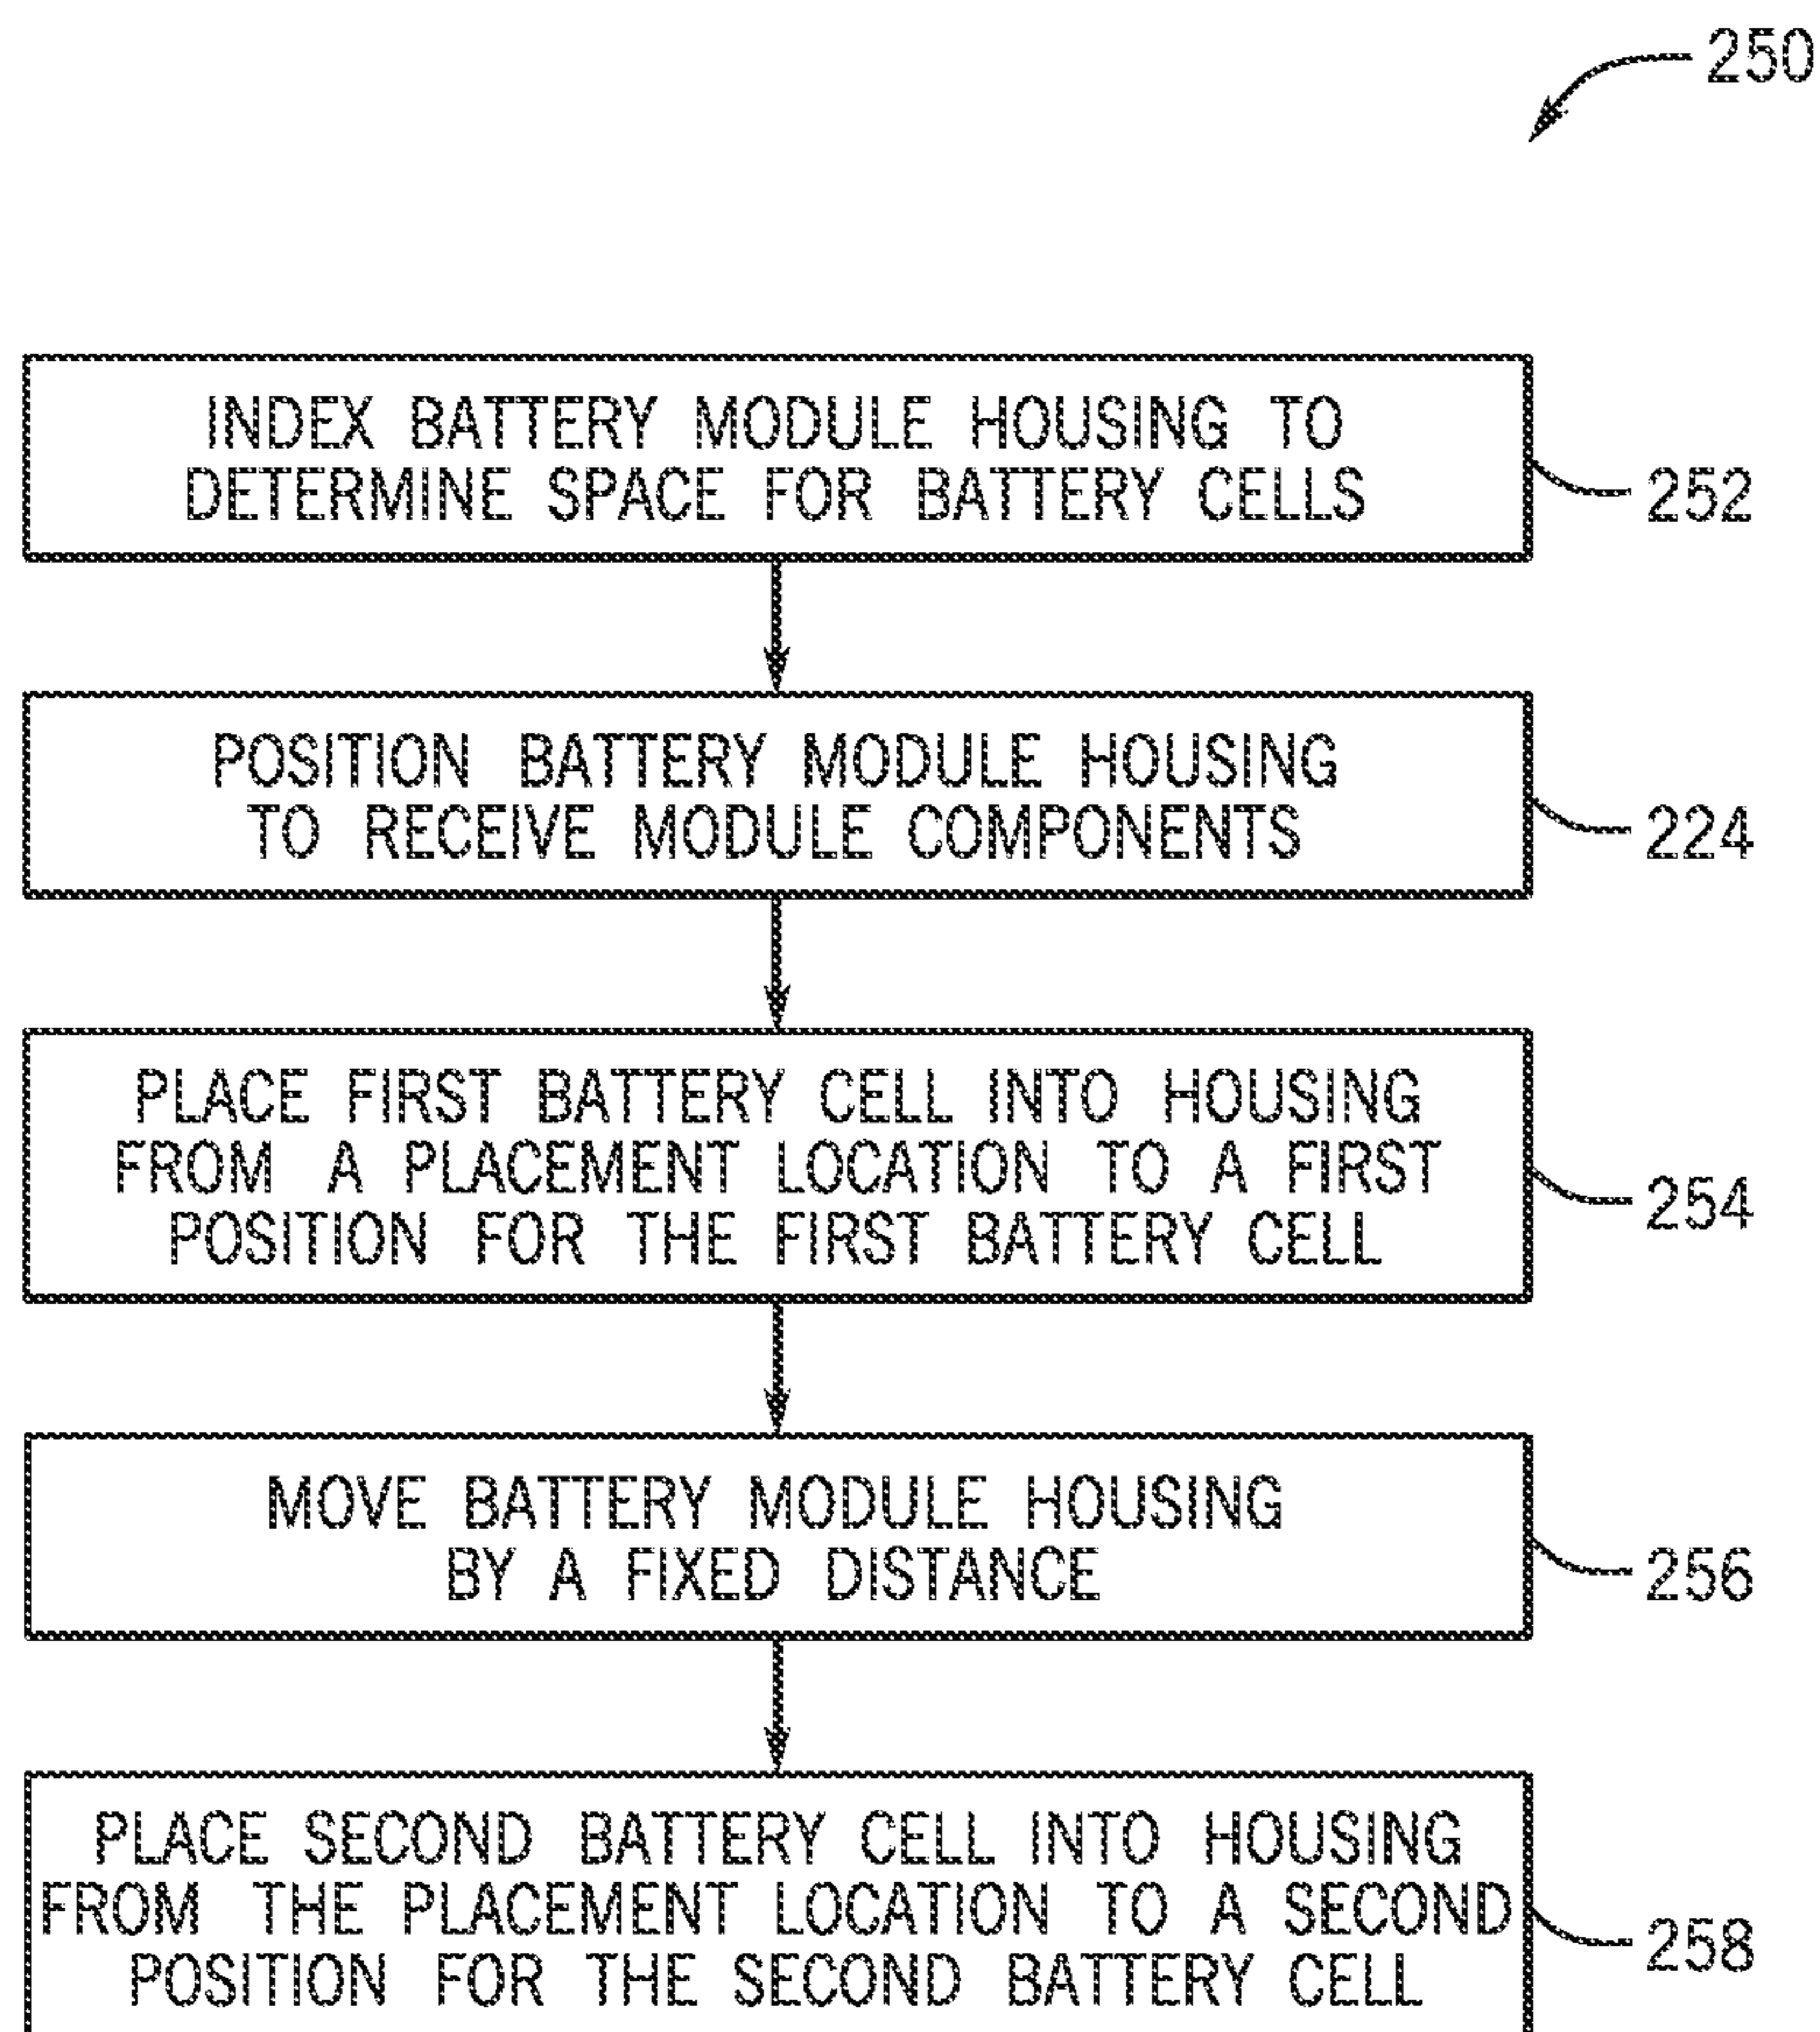 250
INDEX BATTERY MODULE HOUSING TO
DETERMINE SPACE FOR BATTERY CELLS
252
POSITION BATTERY MODULE HOUSING
TO RECEIVE MODULE COMPONENTS
224
PLACE FIRST BATTERY CELL INTO HOUSING
FROM A PLACEMENT LOCATION TO A FIRST
POSITION FOR THE FIRST BATTERY CELL
254
MOVE BATTERY MODULE HOUSING
BY A FIXED DISTANCE
256
PLACE SECOND BATTERY CELL INTO HOUSING
FROM THE PLACEMENT LOCATION TO A SECOND
POSITION FOR THE SECOND BATTERY CELL
258